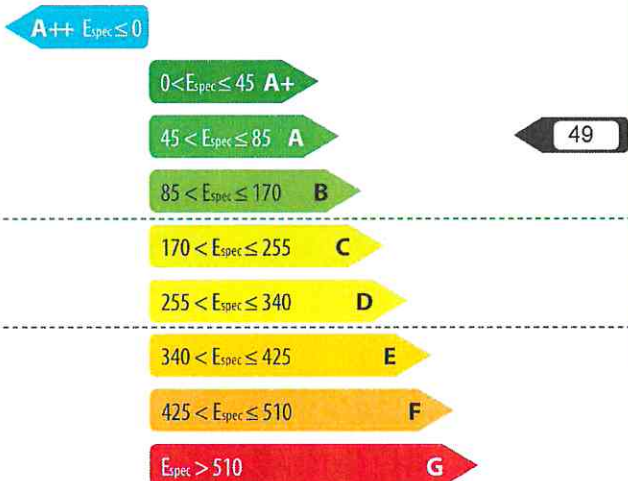 A++ Espec ≤ 0
0 < Espec ≤ 45 A+
45 < Espec ≤ 85 A
49
85 < Espec ≤ 170 B
170 < Espec ≤ 255 C
255 < Espec ≤ 340 D
340 < Espec ≤ 425 E
425 < Espec ≤ 510 F
Espec > 510 G